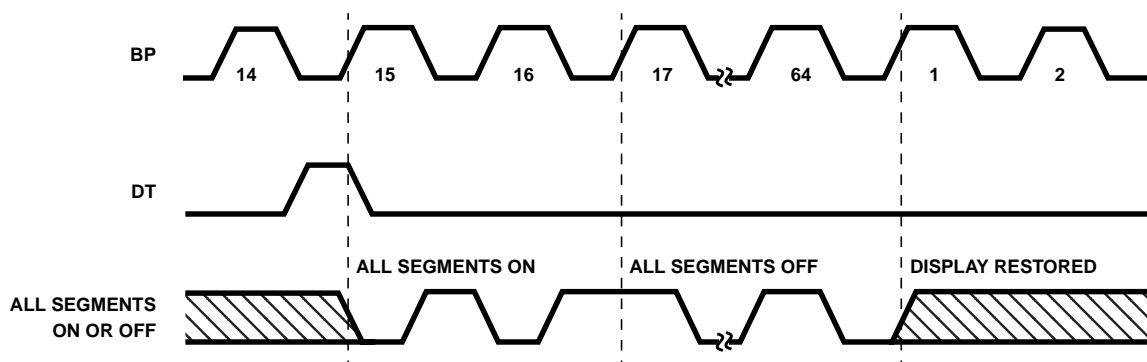 BP
14 15 16 17 64 1 2
DT
ALL SEGMENTS ON ALL SEGMENTS OFF DISPLAY RESTORED
ALL SEGMENTS
ON OR OFF